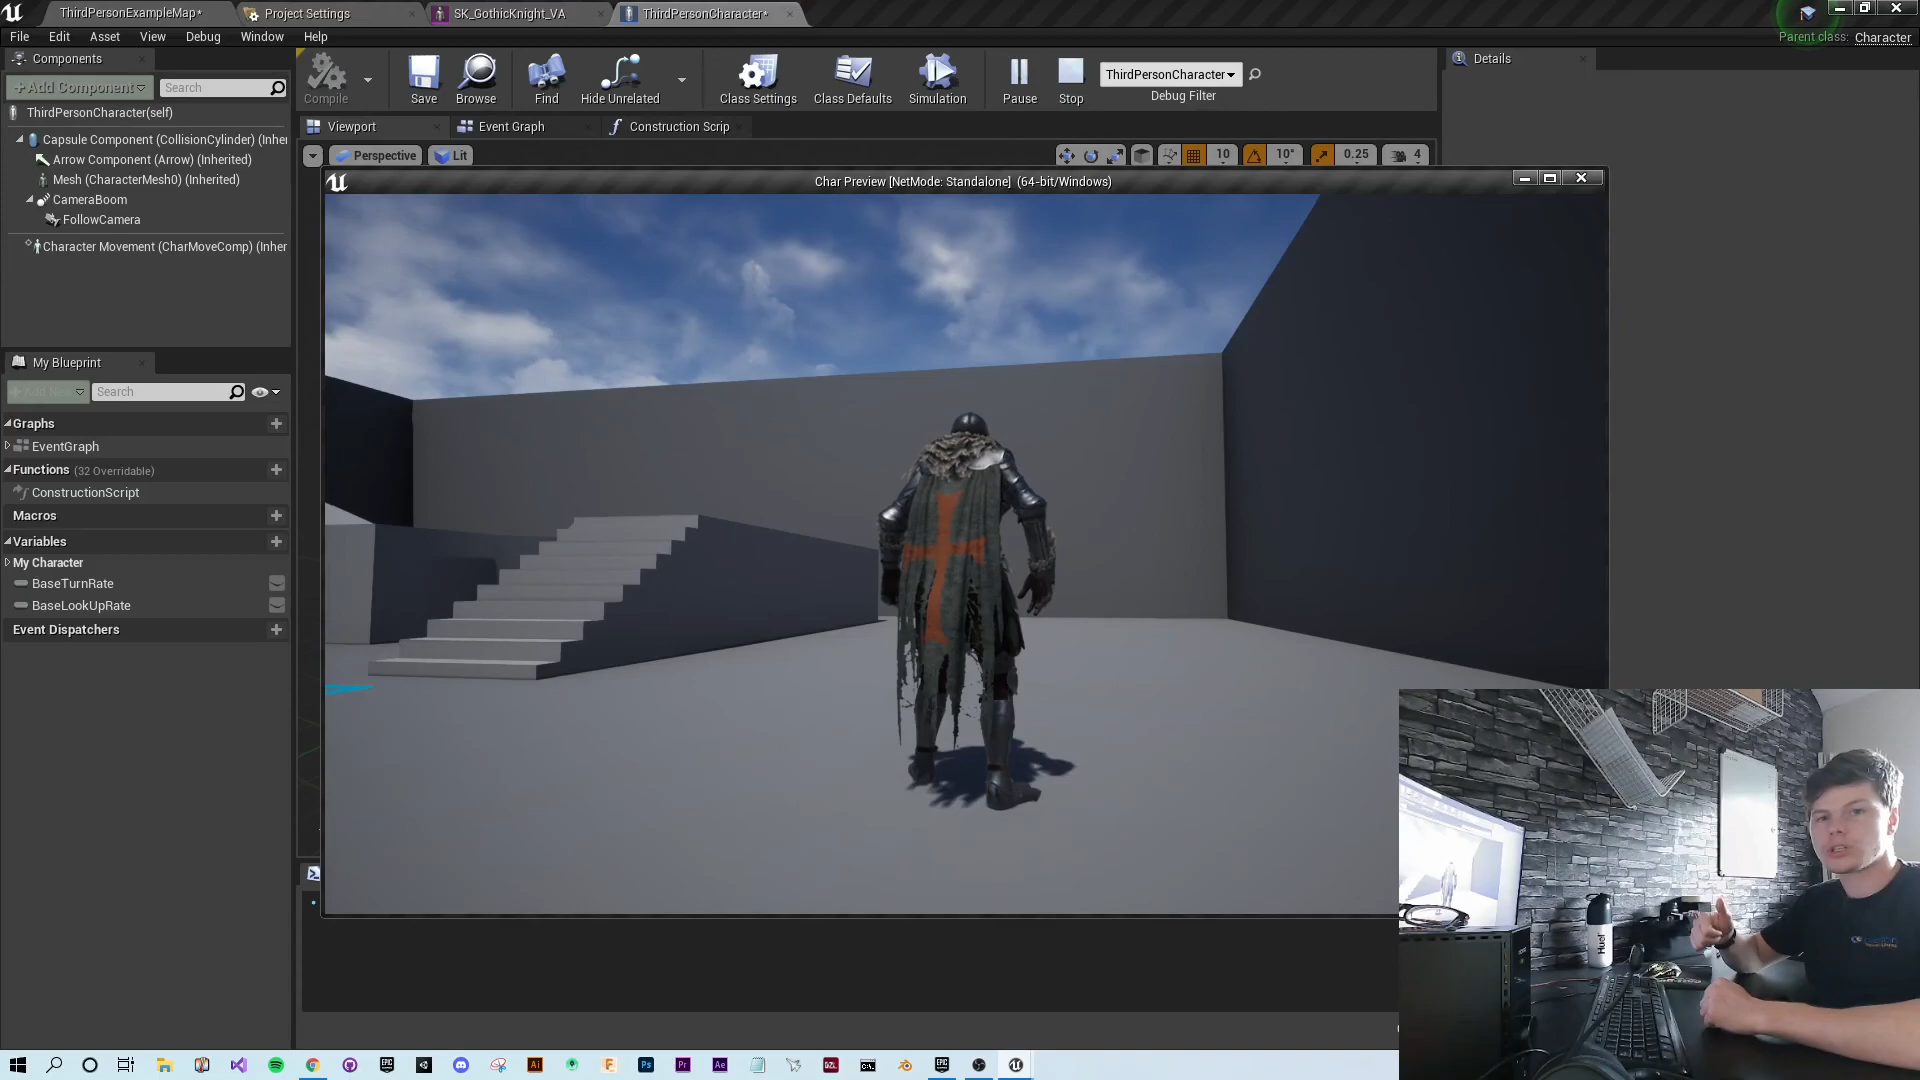 ThirdPersonExampleMap*
Project Settings
SK_GothicKnight_VA
ThirdPersonCharacter*
File Edit Asset View Debug Window Help
Parent class: Character
Components
+Add Component
Search
Compile
Save
Browse
Find
Hide Unrelated
Class Settings
Class Defaults
Simulation
Pause
Stop
ThirdPersonCharacter
Debug Filter
Details
ThirdPersonCharacter(self)
Viewport
Event Graph
Construction Scrip
Capsule Component (CollisionCylinder) (Inher
Arrow Component (Arrow) (Inherited)
Mesh (CharacterMesh0) (Inherited)
CameraBoom
FollowCamera
Character Movement (CharMoveComp) (Inher
Perspective
Lit
10
10°
0.25
4
Char Preview [NetMode: Standalone] (64-bit/Windows)
My Blueprint
Search
Graphs
EventGraph
Functions (32 Overridable)
ConstructionScript
Macros
Variables
My Character
BaseTurnRate
BaseLookUpRate
Event Dispatchers
Huel